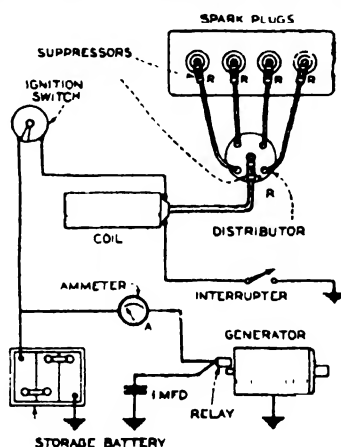 SPARK PLUGS
SUPPRESSORS
R R R R
IGNITION
SWITCH
R
COIL
DISTRIBUTOR
AMMETER
INTERRUPTER
A
GENERATOR
1 MFD
RELAY
STORAGE BATTERY